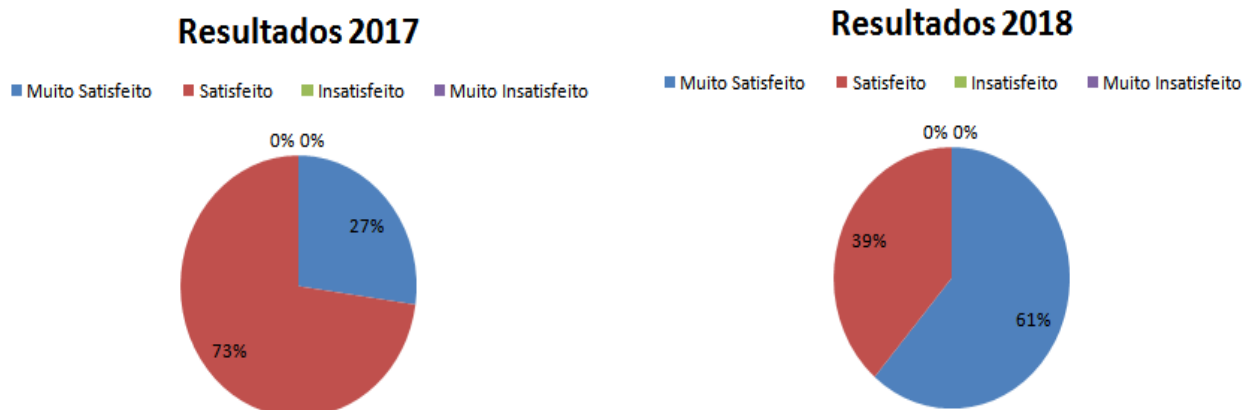 Resultados 2017
Muito Satisfeito Satisfeito Insatisfeito Muito Insatisfeito
0% 0%
27%
73%
Resultados 2018
Muito Satisfeito Satisfeito Insatisfeito Muito Insatisfeito
0% 0%
39%
61%